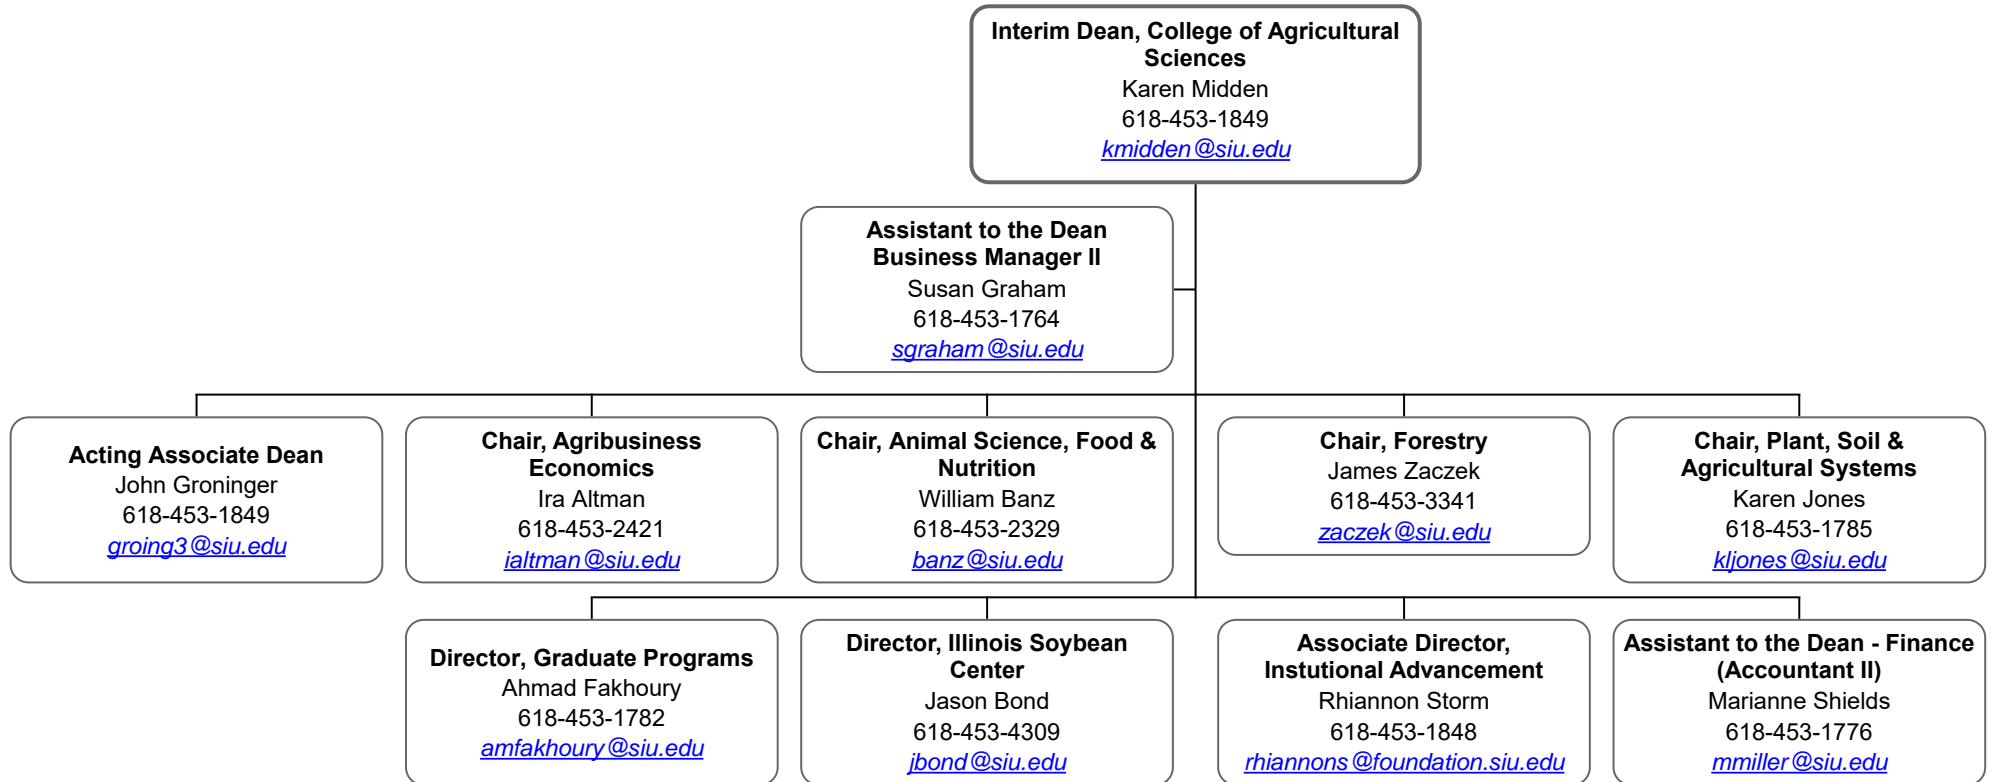 Interim Dean, College of Agricultural
Sciences
Karen Midden
618-453-1849
kmidden@siu.edu
Assistant to the Dean
Business Manager II
Susan Graham
618-453-1764
sgraham@siu.edu
Acting Associate Dean
John Groninger
618-453-1849
groing3@siu.edu
Chair, Agribusiness
Economics
Ira Altman
618-453-2421
ialtman@siu.edu
Chair, Animal Science, Food &
Nutrition
William Banz
618-453-2329
banz@siu.edu
Chair, Forestry
James Zaczek
618-453-3341
zaczek@siu.edu
Chair, Plant, Soil &
Agricultural Systems
Karen Jones
618-453-1785
kljones@siu.edu
Director, Graduate Programs
Ahmad Fakhoury
618-453-1782
amfakhoury@siu.edu
Director, Illinois Soybean
Center
Jason Bond
618-453-4309
jbond@siu.edu
Associate Director,
Instutional Advancement
Rhiannon Storm
618-453-1848
rhiannons@foundation.siu.edu
Assistant to the Dean - Finance
(Accountant II)
Marianne Shields
618-453-1776
mmiller@siu.edu